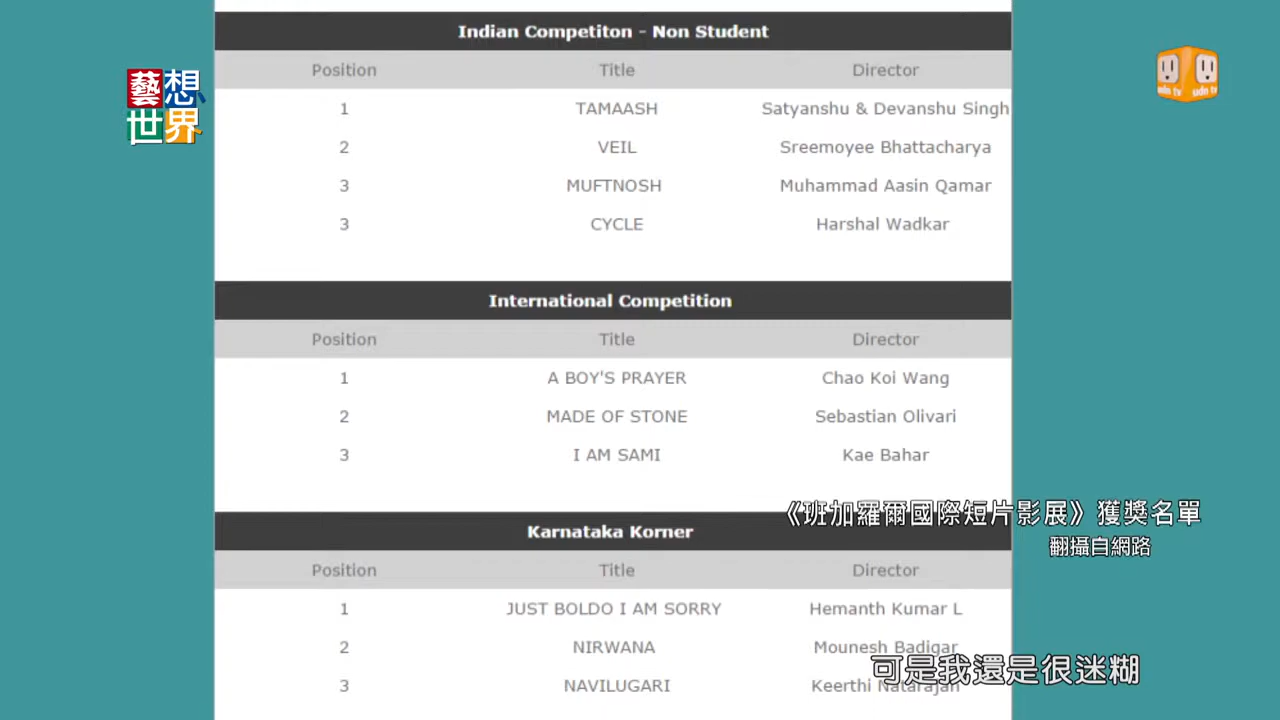 Indian Competiton - Non Student
Position Title Director
1 TAMAASH Satyanshu & Devanshu Singh
2 VEIL Sreemoyee Bhattacharya
3 MUFTNOSH Muhammad Aasin Qamar
3 CYCLE Harshal Wadkar
International Competition
Position Title Director
1 A BOY'S PRAYER Chao Koi Wang
2 MADE OF STONE Sebastian Olivari
3 I AM SAMI Kae Bahar
Karnataka Korner
Position Title Director
1 JUST BOLDO I AM SORRY Hemanth Kumar L
2 NIRWANA Mounesh Badigar
3 NAVILUGARI Keerthi Natarajan
藝想
世界
udn tv udn tv
《班加羅爾國際短片影展》獲獎名單
翻攝自網路
可是我還是很迷糊